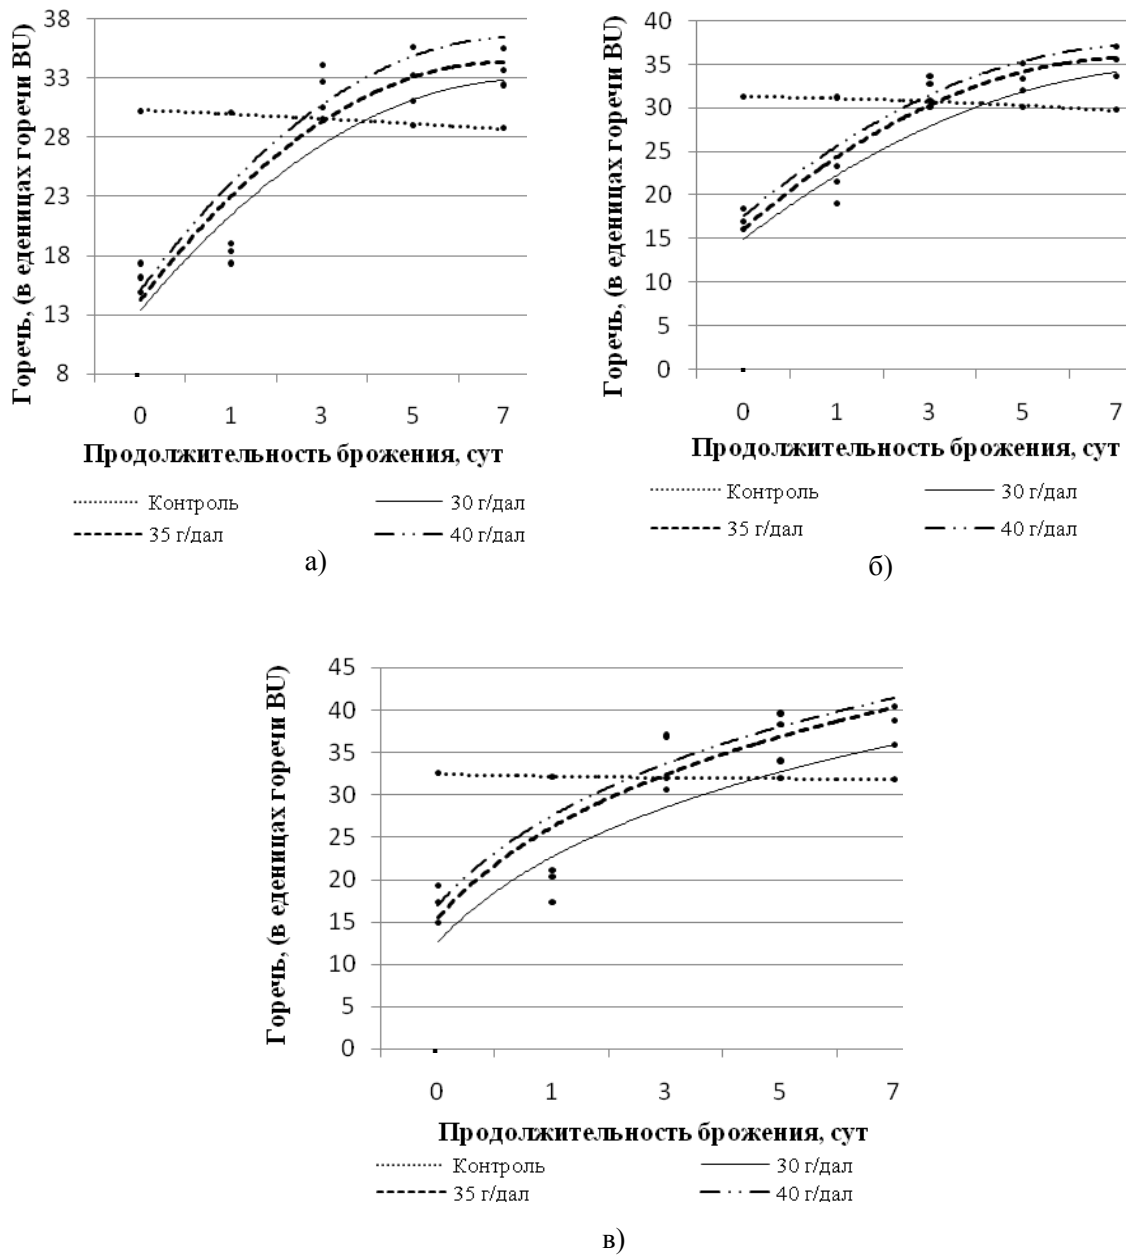 Горечь, (в еденицах горечи BU)
38
33
28
23
18
13
8
0 1 3 5 7
Продолжительность брожения, сут
Контроль 30 г/дал
35 г/дал 40 г/дал
а)
Горечь, (в еденицах горечи BU)
40
35
30
25
20
15
10
5
0
0 1 3 5 7
Продолжительность брожения, сут
Контроль 30 г/дал
35 г/дал 40 г/дал
б)
Горечь, (в еденицах горечи BU)
45
40
35
30
25
20
15
10
5
0
0 1 3 5 7
Продолжительность брожения, сут
Контроль 30 г/дал
35 г/дал 40 г/дал
в)